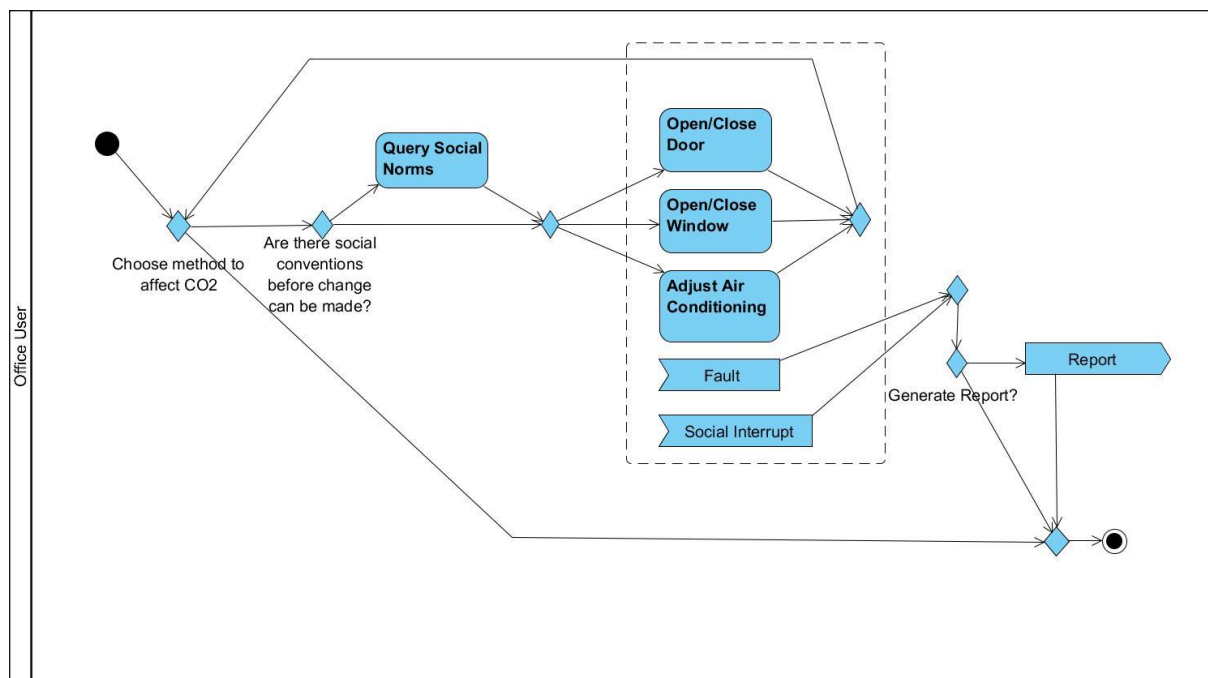 Office User
Choose method to
affect CO2
Are there social
conventions
before change
can be made?
Query Social
Norms
Open/Close
Door
Open/Close
Window
Adjust Air
Conditioning
Fault
Social Interrupt
Generate Report?
Report